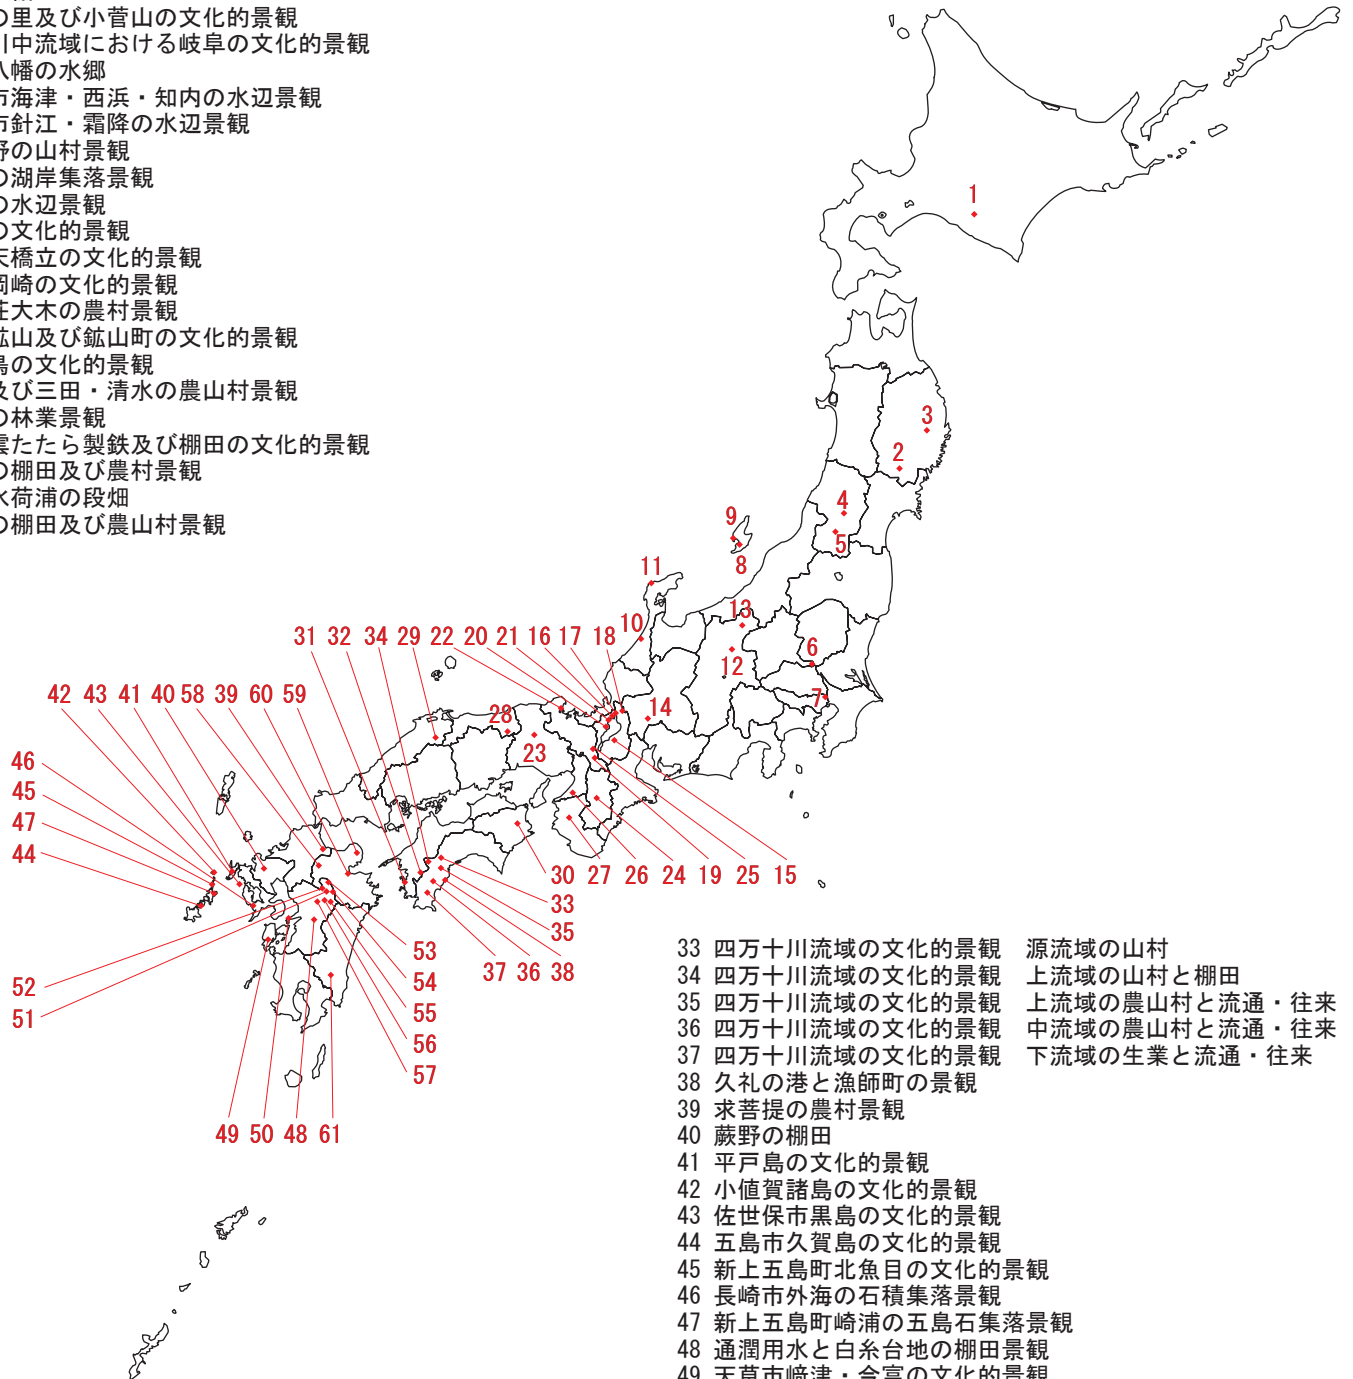 の里及び小菅山の文化的景観
川中流域における岐阜の文化的景観
八幡の水郷
市海津・西浜・知内の水辺景観
市針江・霜降の水辺景観
野の山村景観
の湖岸集落景観
の水辺景観
の文化的景観
天橋立の文化的景観
岡崎の文化的景観
荘大木の農村景観
鉱山及び鉱山町の文化的景観
島の文化的景観
及び三田・清水の農山村景観
の林業景観
雲たたら製鉄及び棚田の文化的景観
の棚田及び農村景観
水荷浦の段畑
の棚田及び農山村景観
1
3
2
4
5
9
8
11
10
13
12
6
7
14
31 32 34 29 22 20 21 16 17 18
28
23
42 43 41 40 58 39 60 59
46
45
47
44
52
51
30 27 26 24 19 25 15
33
35
37 36 38
53
54
55
56
57
49 50 48 61
33 四万十川流域の文化的景観 源流域の山村
34 四万十川流域の文化的景観 上流域の山村と棚田
35 四万十川流域の文化的景観 上流域の農山村と流通・往来
36 四万十川流域の文化的景観 中流域の農山村と流通・往来
37 四万十川流域の文化的景観 下流域の生業と流通・往来
38 久礼の港と漁師町の景観
39 求菩提の農村景観
40 蕨野の棚田
41 平戸島の文化的景観
42 小値賀諸島の文化的景観
43 佐世保市黒島の文化的景観
44 五島市久賀島の文化的景観
45 新上五島町北魚目の文化的景観
46 長崎市外海の石積集落景観
47 新上五島町崎浦の五島石集落景観
48 通潤用水と白糸台地の棚田景観
49 天草市﨑津・今富の文化的景観